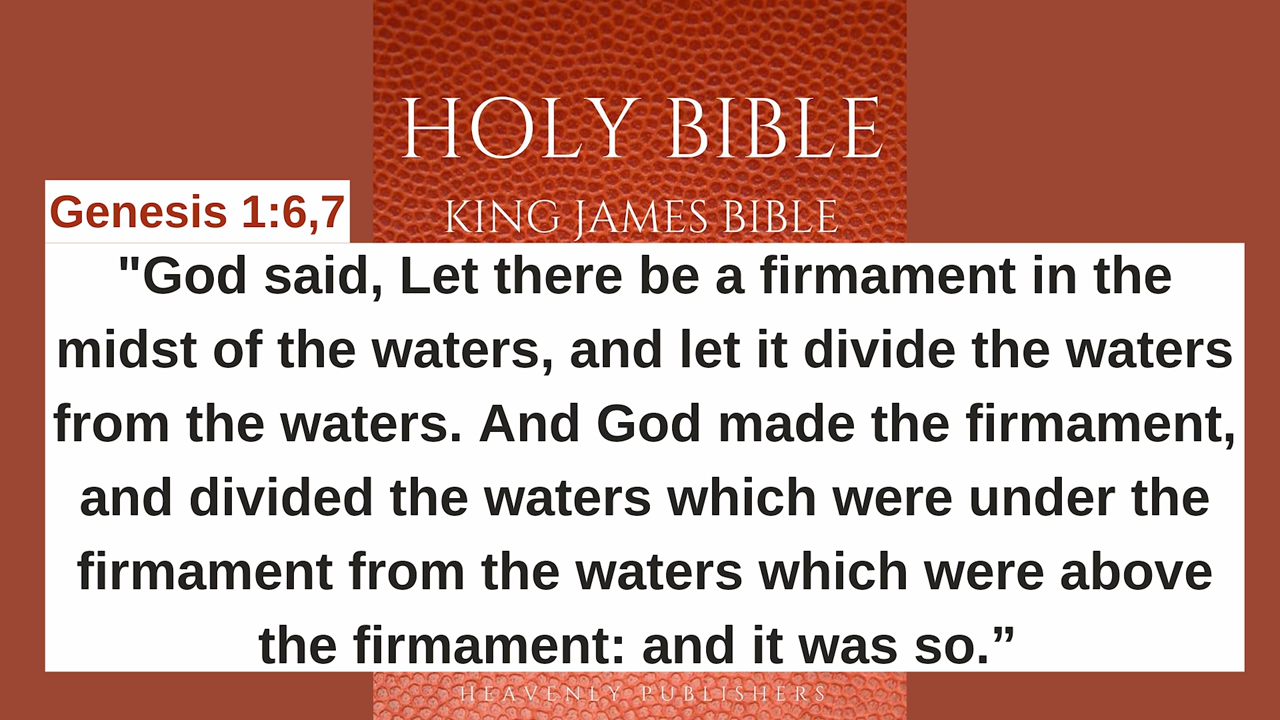 HOLY BIBLE
KING JAMES BIBLE
Genesis 1:6,7
"God said, Let there be a firmament in the
midst of the waters, and let it divide the waters
from the waters. And God made the firmament,
and divided the waters which were under the
firmament from the waters which were above
the firmament: and it was so.”
HEAVENLY PUBLISHERS